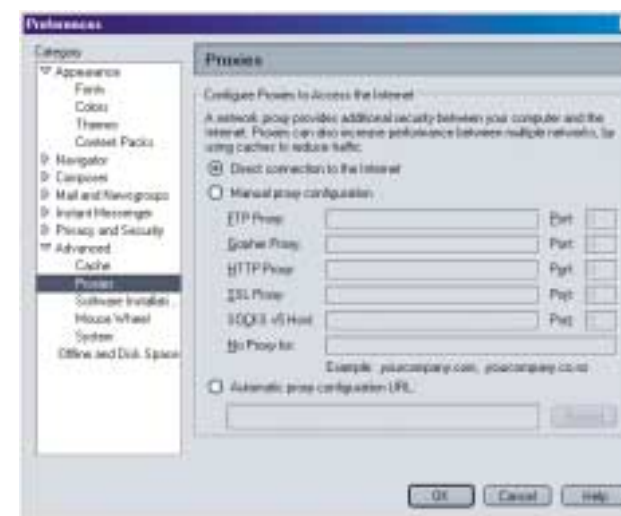 Preferences
Category
Appearance
Fonts
Colors
Themes
Content Packs
Navigator
Composer
Mail and Newsgroups
Instant Messenger
Privacy and Security
Advanced
Cache
Proxies
Software Installati...
Mouse Wheel
System
Offline and Disk Space
Proxies
Configure Proxies to Access the Internet
A network proxy provides additional security between your computer and the
Internet. Proxies can also increase performance between multiple networks, by
using caches to reduce traffic.
Direct connection to the Internet
Manual proxy configuration
FTP Proxy: Port:
Gopher Proxy: Port:
HTTP Proxy: Port:
SSL Proxy: Port:
SOCKS v5 Host: Port:
No Proxy for:
Example: yourcompany.com, yourcompany.co.nz
Automatic proxy configuration URL:
OK Cancel Help